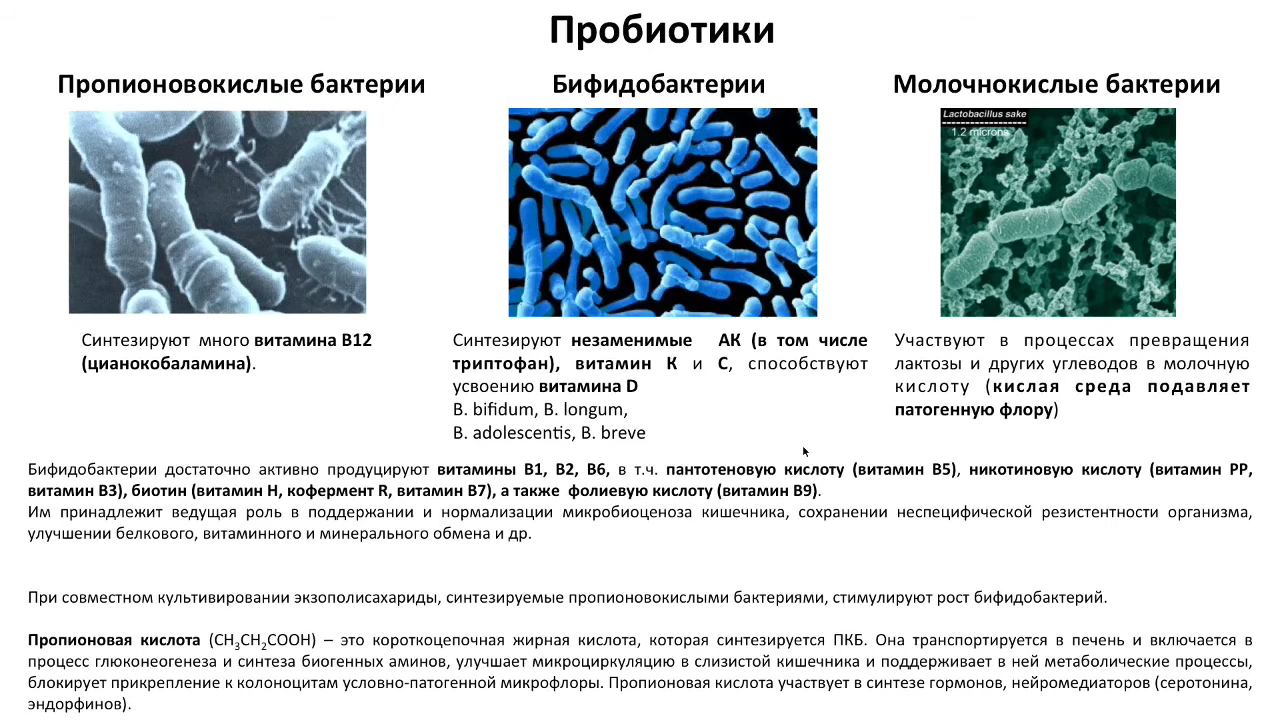 Пробиотики
Пропионовокислые бактерии
Бифидобактерии
Молочнокислые бактерии
Lactobacillus sake
1.2 microns
Синтезируют много витамина В12
(цианокобаламина).
Синтезируют незаменимые АК (в том числе
триптофан), витамин К и С, способствуют
усвоению витамина D
B. bifidum, B. longum,
B. adolescentis, B. breve
Участвуют в процессах превращения
лактозы и других углеводов в молочную
кислоту (кислая среда подавляет
патогенную флору)
Бифидобактерии достаточно активно продуцируют витамины В1, В2, В6, в т.ч. пантотеновую кислоту (витамин В5), никотиновую кислоту (витамин РР,
витамин В3), биотин (витамин Н, кофермент R, витамин В7), а также фолиевую кислоту (витамин В9).
Им принадлежит ведущая роль в поддержании и нормализации микробиоценоза кишечника, сохранении неспецифической резистентности организма,
улучшении белкового, витаминного и минерального обмена и др.
При совместном культивировании экзополисахариды, синтезируемые пропионовокислыми бактериями, стимулируют рост бифидобактерий.
Пропионовая кислота (CH₃CH₂COOH) – это короткоцепочная жирная кислота, которая синтезируется ПКБ. Она транспортируется в печень и включается в
процесс глюконеогенеза и синтеза биогенных аминов, улучшает микроциркуляцию в слизистой кишечника и поддерживает в ней метаболические процессы,
блокирует прикрепление к колоноцитам условно-патогенной микрофлоры. Пропионовая кислота участвует в синтезе гормонов, нейромедиаторов (серотонина,
эндорфинов).